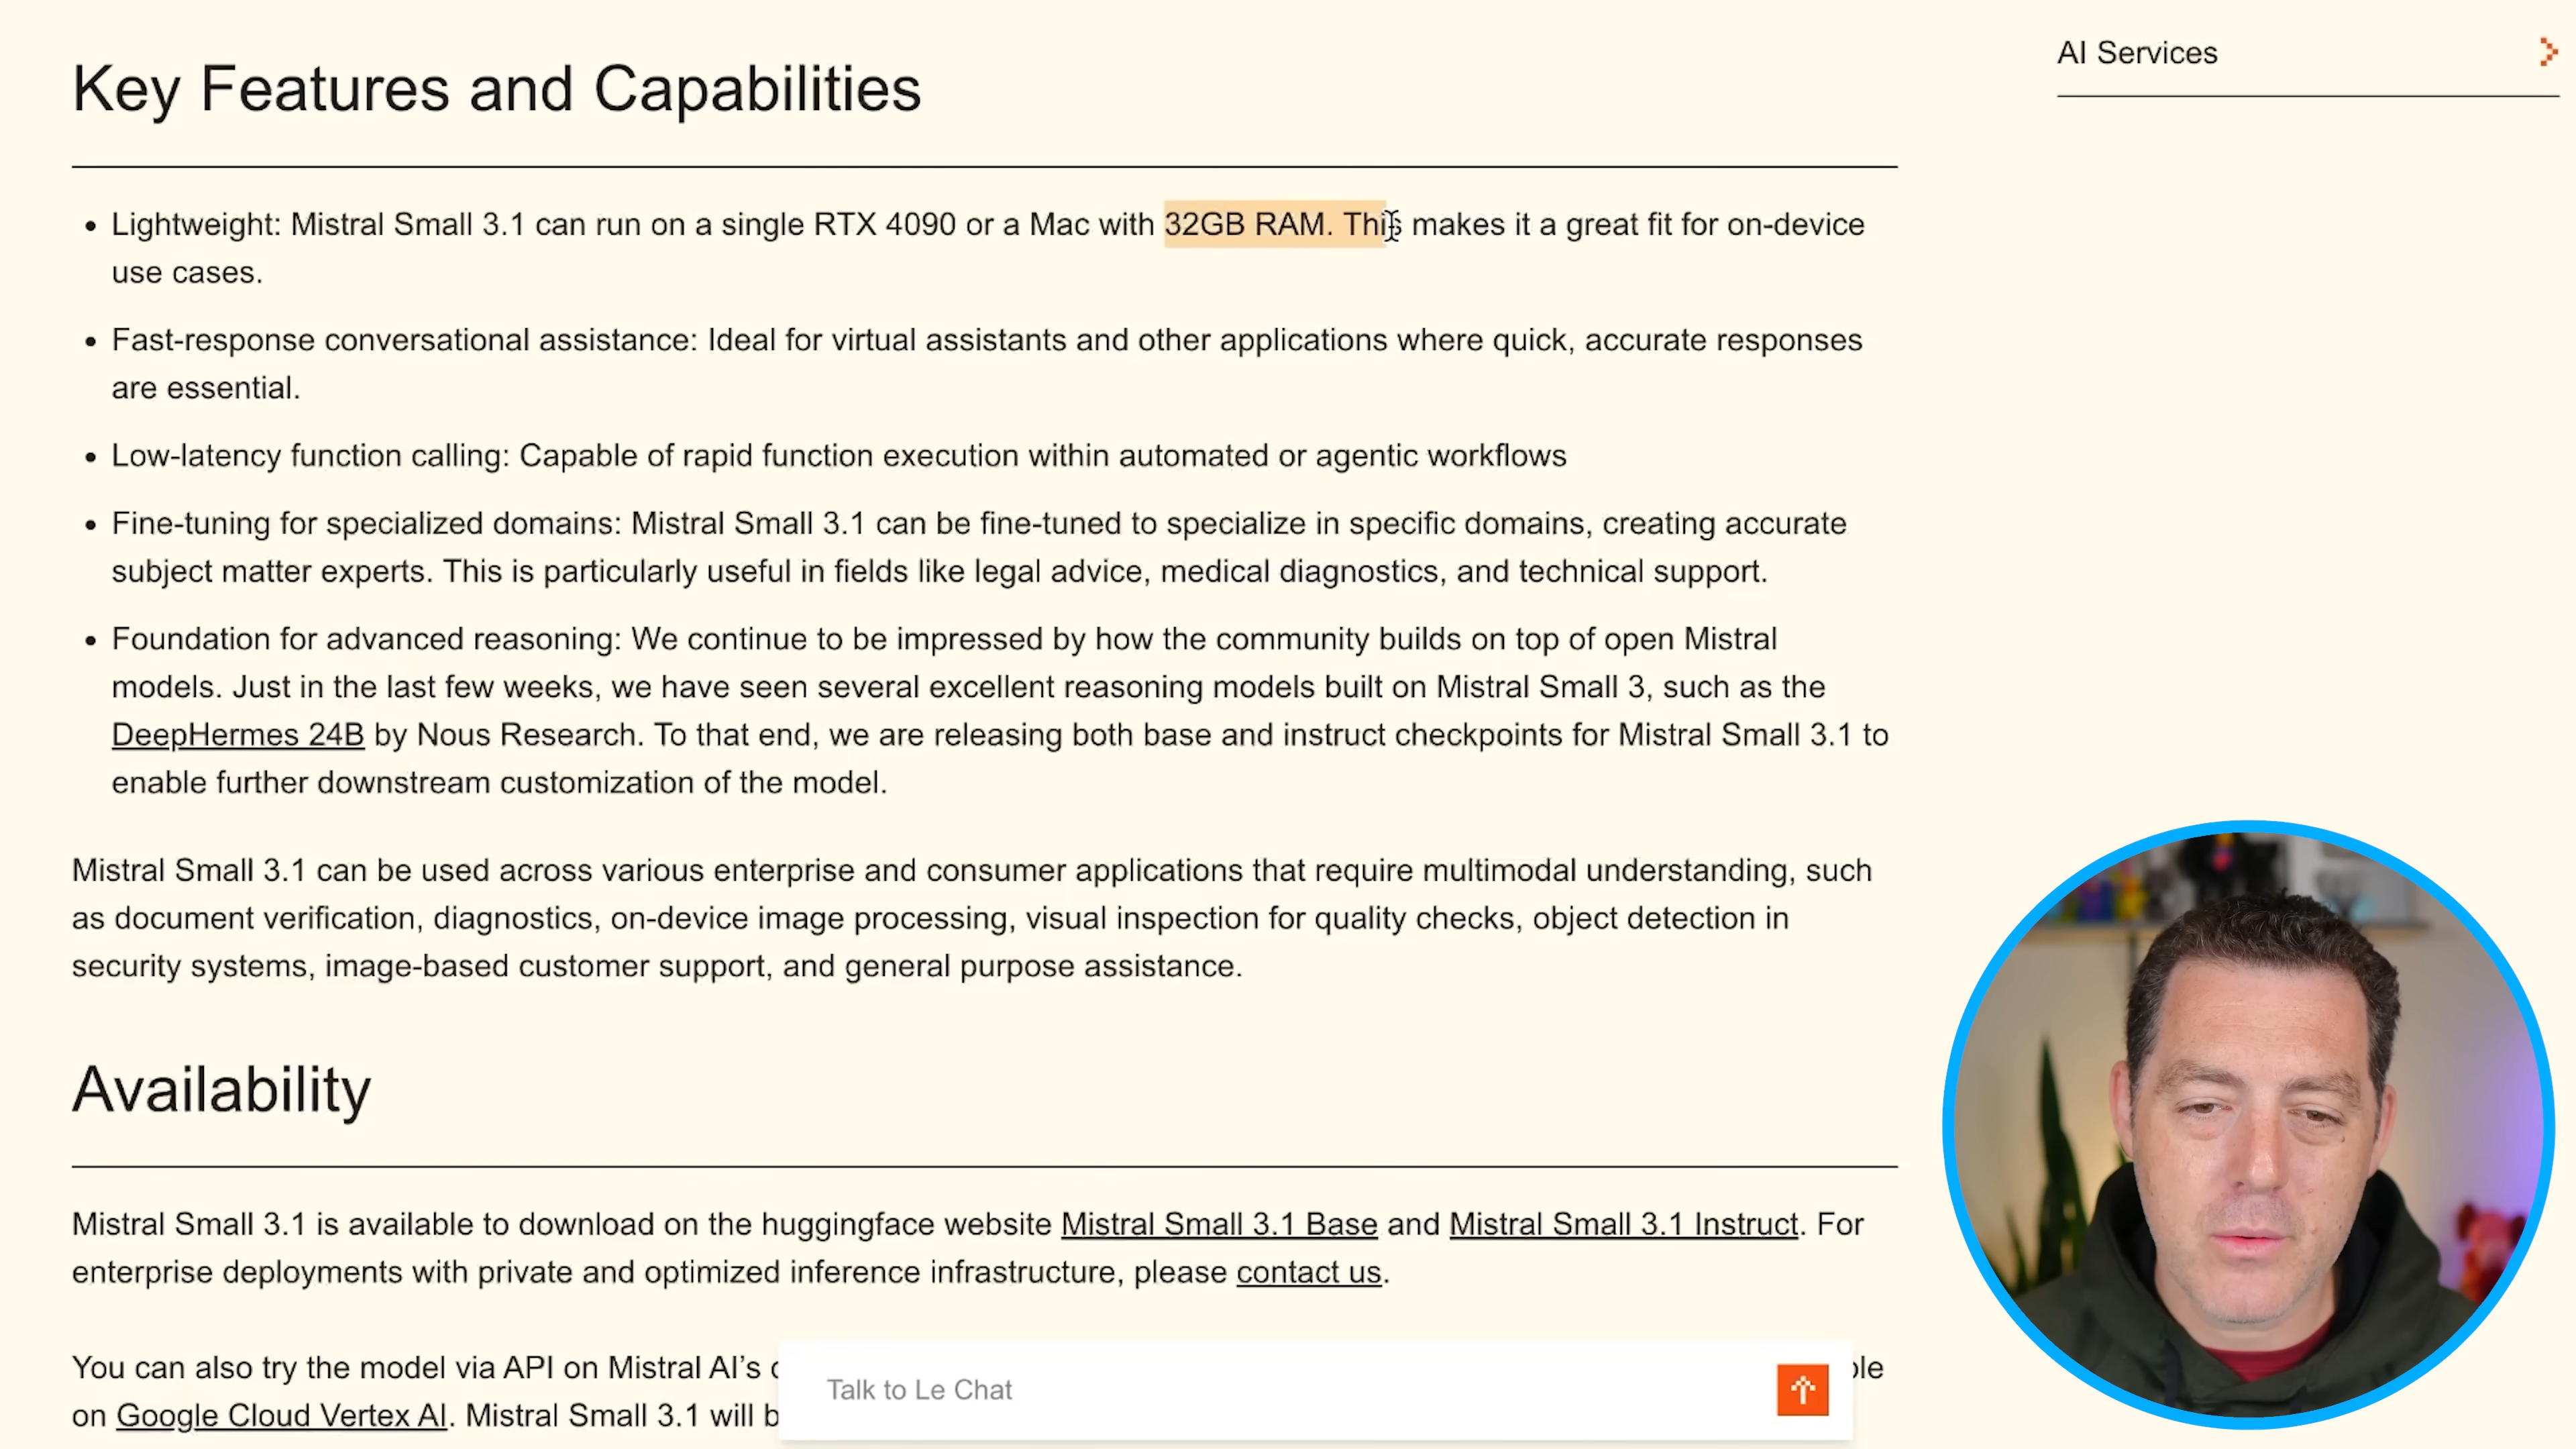 AI Services
Key Features and Capabilities
Lightweight: Mistral Small 3.1 can run on a single RTX 4090 or a Mac with 32GB RAM. This makes it a great fit for on-device
use cases.
Fast-response conversational assistance: Ideal for virtual assistants and other applications where quick, accurate responses
are essential.
Low-latency function calling: Capable of rapid function execution within automated or agentic workflows
Fine-tuning for specialized domains: Mistral Small 3.1 can be fine-tuned to specialize in specific domains, creating accurate
subject matter experts. This is particularly useful in fields like legal advice, medical diagnostics, and technical support.
Foundation for advanced reasoning: We continue to be impressed by how the community builds on top of open Mistral
models. Just in the last few weeks, we have seen several excellent reasoning models built on Mistral Small 3, such as the
DeepHermes 24B by Nous Research. To that end, we are releasing both base and instruct checkpoints for Mistral Small 3.1 to
enable further downstream customization of the model.
Mistral Small 3.1 can be used across various enterprise and consumer applications that require multimodal understanding, such
as document verification, diagnostics, on-device image processing, visual inspection for quality checks, object detection in
security systems, image-based customer support, and general purpose assistance.
Availability
Mistral Small 3.1 is available to download on the huggingface website Mistral Small 3.1 Base and Mistral Small 3.1 Instruct. For
enterprise deployments with private and optimized inference infrastructure, please contact us.
You can also try the model via API on Mistral AI's
on Google Cloud Vertex AI. Mistral Small 3.1 will
Talk to Le Chat